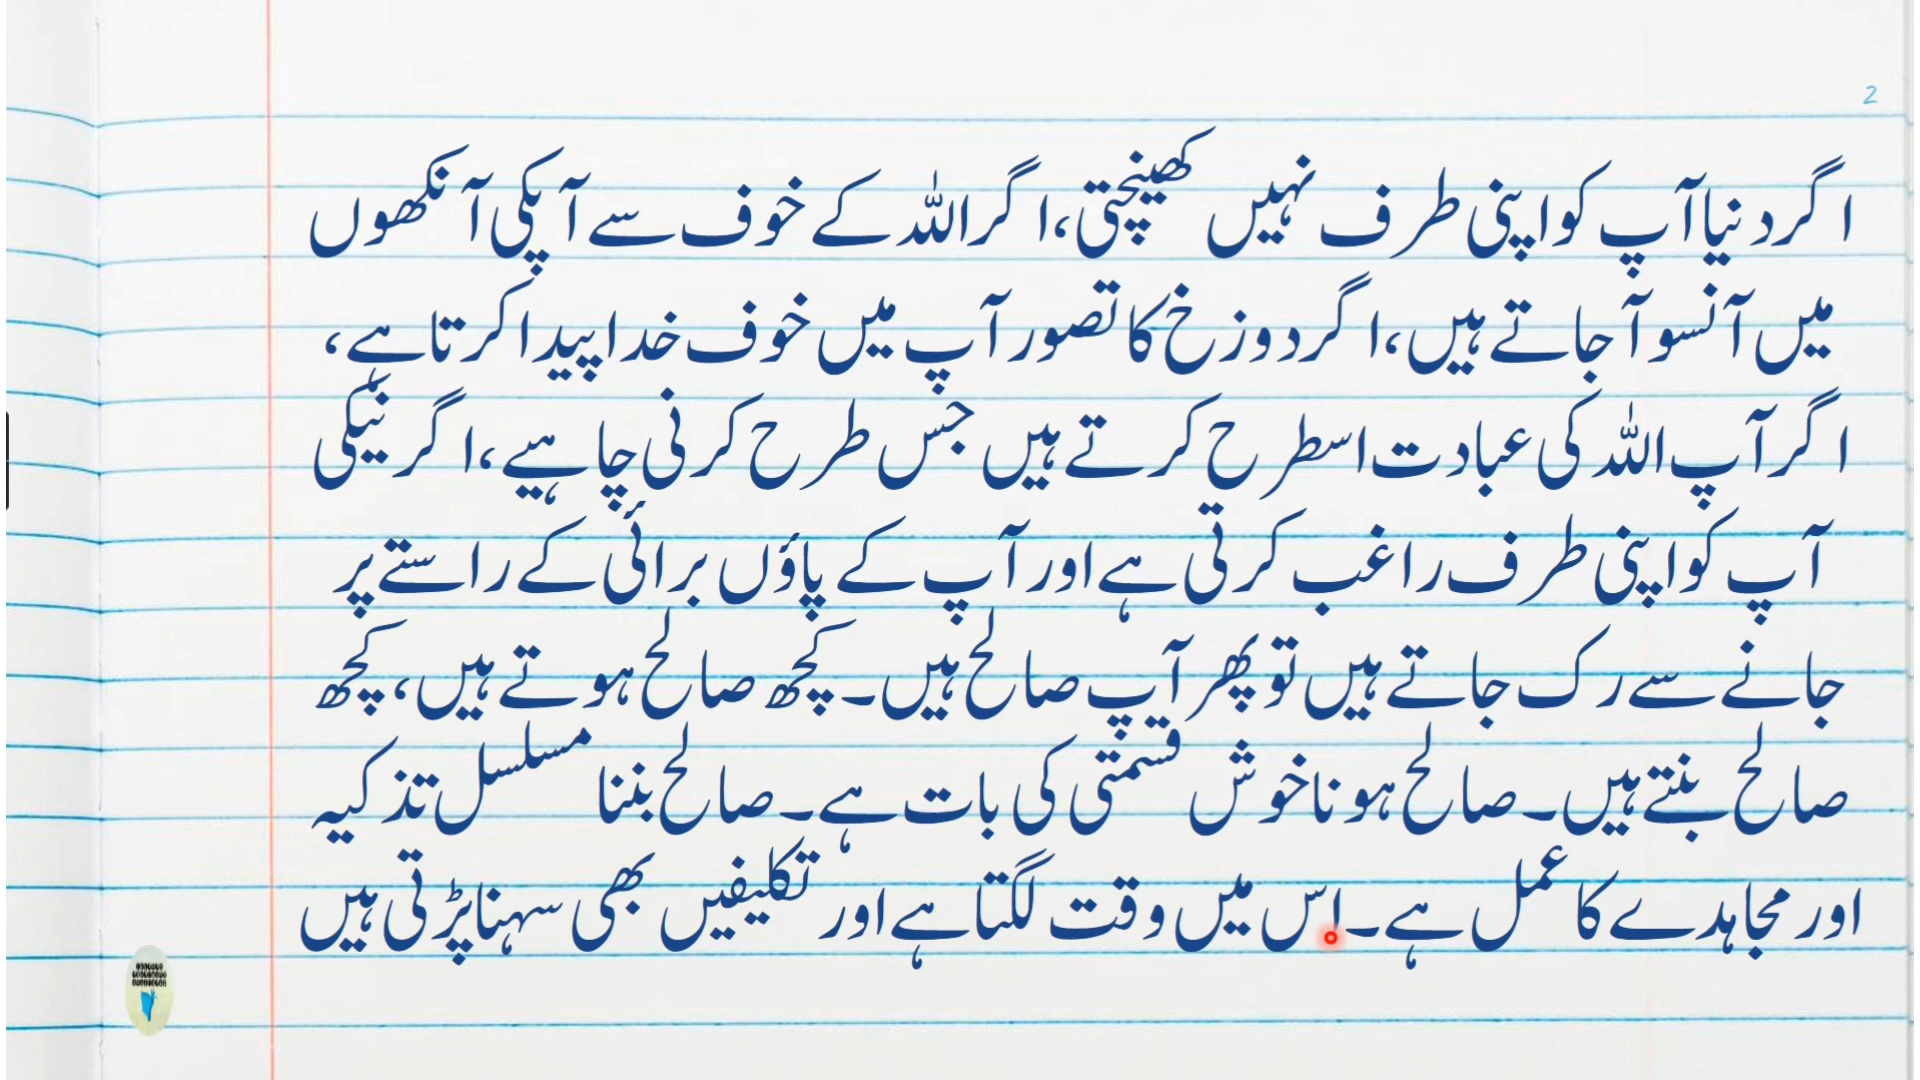 2
اگر دنیا آپ کو اپنی طرف نہیں کھینچتی، اگر اللہ کے خوف سے آپکی آنکھوں
میں آنسو آ جاتے ہیں، اگر دوزخ کا تصور آپ میں خوف خدا پیدا کرتا ہے،
اگر آپ اللہ کی عبادت اسطرح کرتے ہیں جس طرح کرنی چاہیے، اگر نیکی
آپ کو اپنی طرف راغب کرتی ہے اور آپ کے پاؤں برائی کے راستے پر
جانے سے رک جاتے ہیں تو پھر آپ صالح ہیں۔ کچھ صالح ہوتے ہیں، کچھ
صالح بنتے ہیں۔ صالح ہونا خوش قسمتی کی بات ہے۔ صالح بننا مسلسل تذکیہ
اور مجاہدے کا عمل ہے۔ اس میں وقت لگتا ہے اور تکلیفیں بھی سہنا پڑتی ہیں